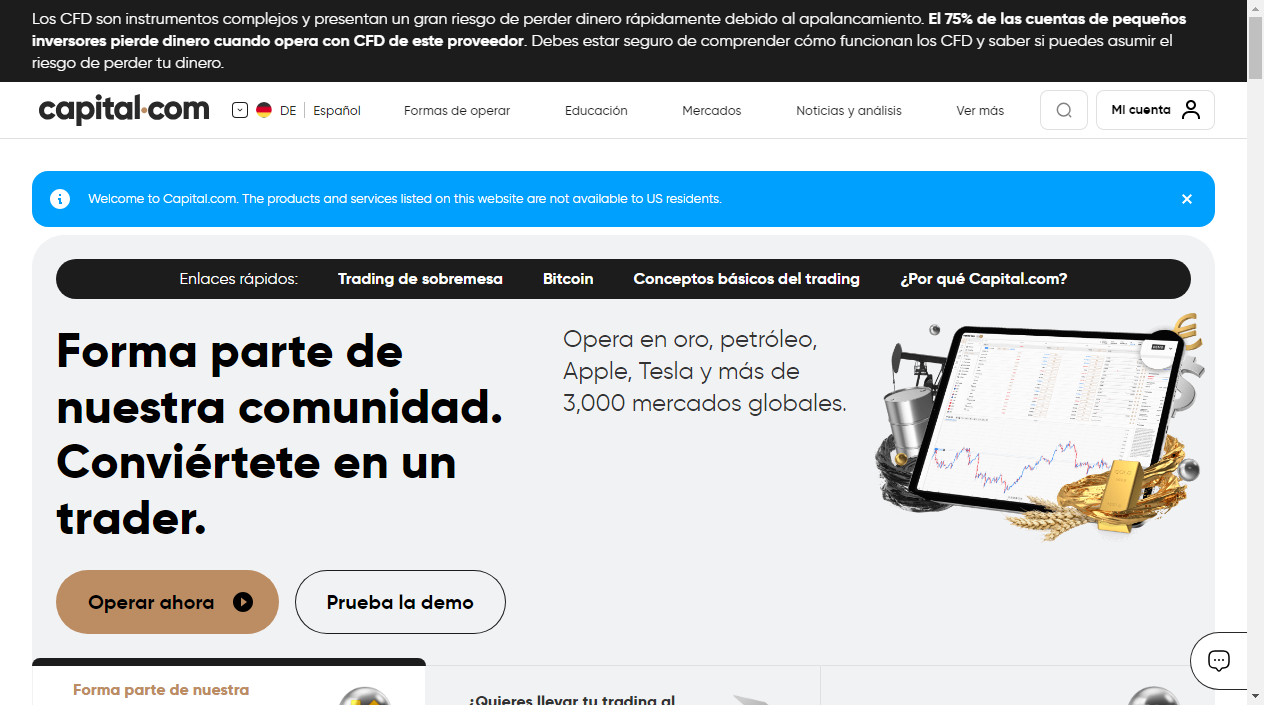 Los CFD son instrumentos complejos y presentan un gran riesgo de perder dinero rápidamente debido al apalancamiento. El 75% de las cuentas de pequeños
inversores pierde dinero cuando opera con CFD de este proveedor. Debes estar seguro de comprender cómo funcionan los CFD y saber si puedes asumir el
riesgo de perder tu dinero.
capital.com DE Español Formas de operar Educación Mercados Noticias y análisis Ver más Mi cuenta
Welcome to Capital.com. The products and services listed on this website are not available to US residents.
Enlaces rápidos: Trading de sobremesa Bitcoin Conceptos básicos del trading ¿Por qué Capital.com?
Forma parte de
nuestra comunidad.
Conviértete en un
trader.
Opera en oro, petróleo,
Apple, Tesla y más de
3,000 mercados globales.
Operar ahora Prueba la demo
Forma parte de nuestra
¿Quieres llevar tu trading al